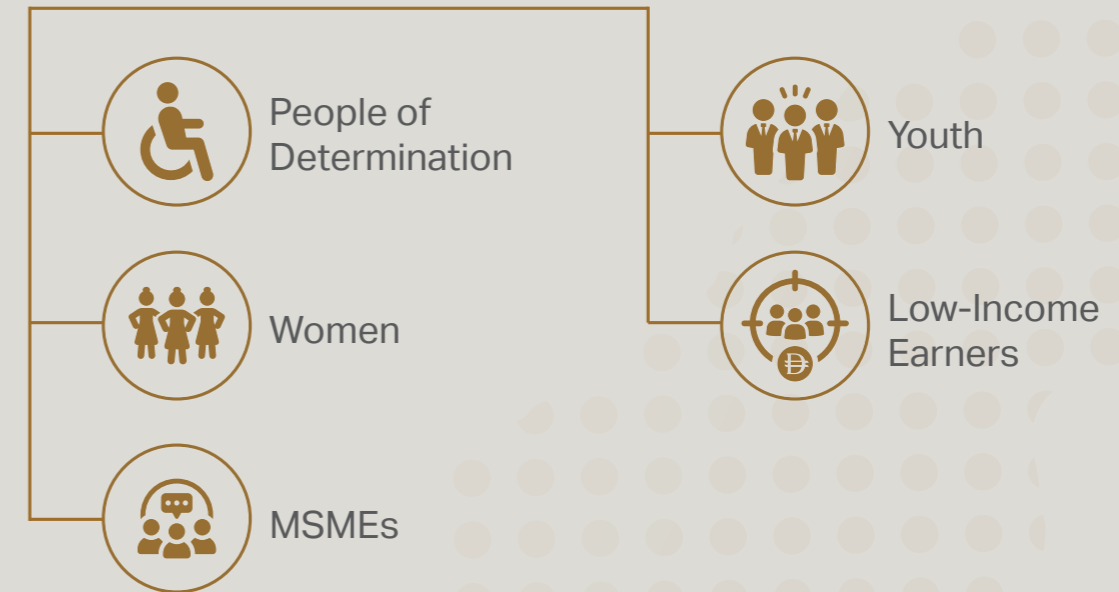 People of
Determination
Women
MSMEs
Youth
Low-Income
Earners